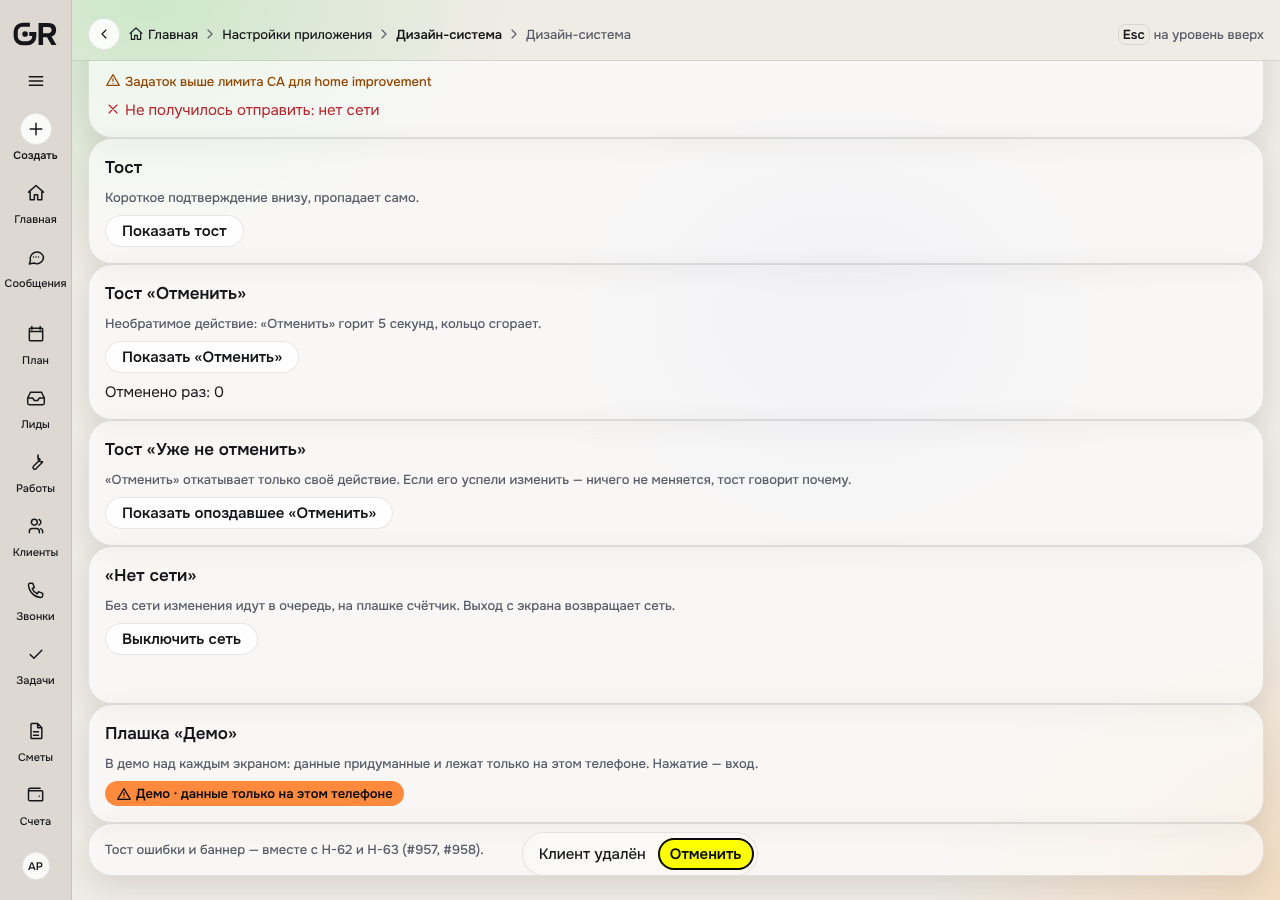 GR
Главная
Настройки приложения
Дизайн-система
Дизайн-система
Esc на уровень вверх
Создать
Главная
Сообщения
План
Лиды
Работы
Клиенты
Звонки
Задачи
Сметы
Счета
AP
Задаток выше лимита CA для home improvement
Не получилось отправить: нет сети
Тост
Короткое подтверждение внизу, пропадает само.
Показать тост
Тост «Отменить»
Необратимое действие: «Отменить» горит 5 секунд, кольцо сгорает.
Показать «Отменить»
Отменено раз: 0
Тост «Уже не отменить»
«Отменить» откатывает только своё действие. Если его успели изменить — ничего не меняется, тост говорит почему.
Показать опоздавшее «Отменить»
«Нет сети»
Без сети изменения идут в очередь, на плашке счётчик. Выход с экрана возвращает сеть.
Выключить сеть
Плашка «Демо»
В демо над каждым экраном: данные придуманные и лежат только на этом телефоне. Нажатие — вход.
Демо · данные только на этом телефоне
Тост ошибки и баннер — вместе с Н-62 и Н-63 (#957, #958).
Клиент удалён
Отменить